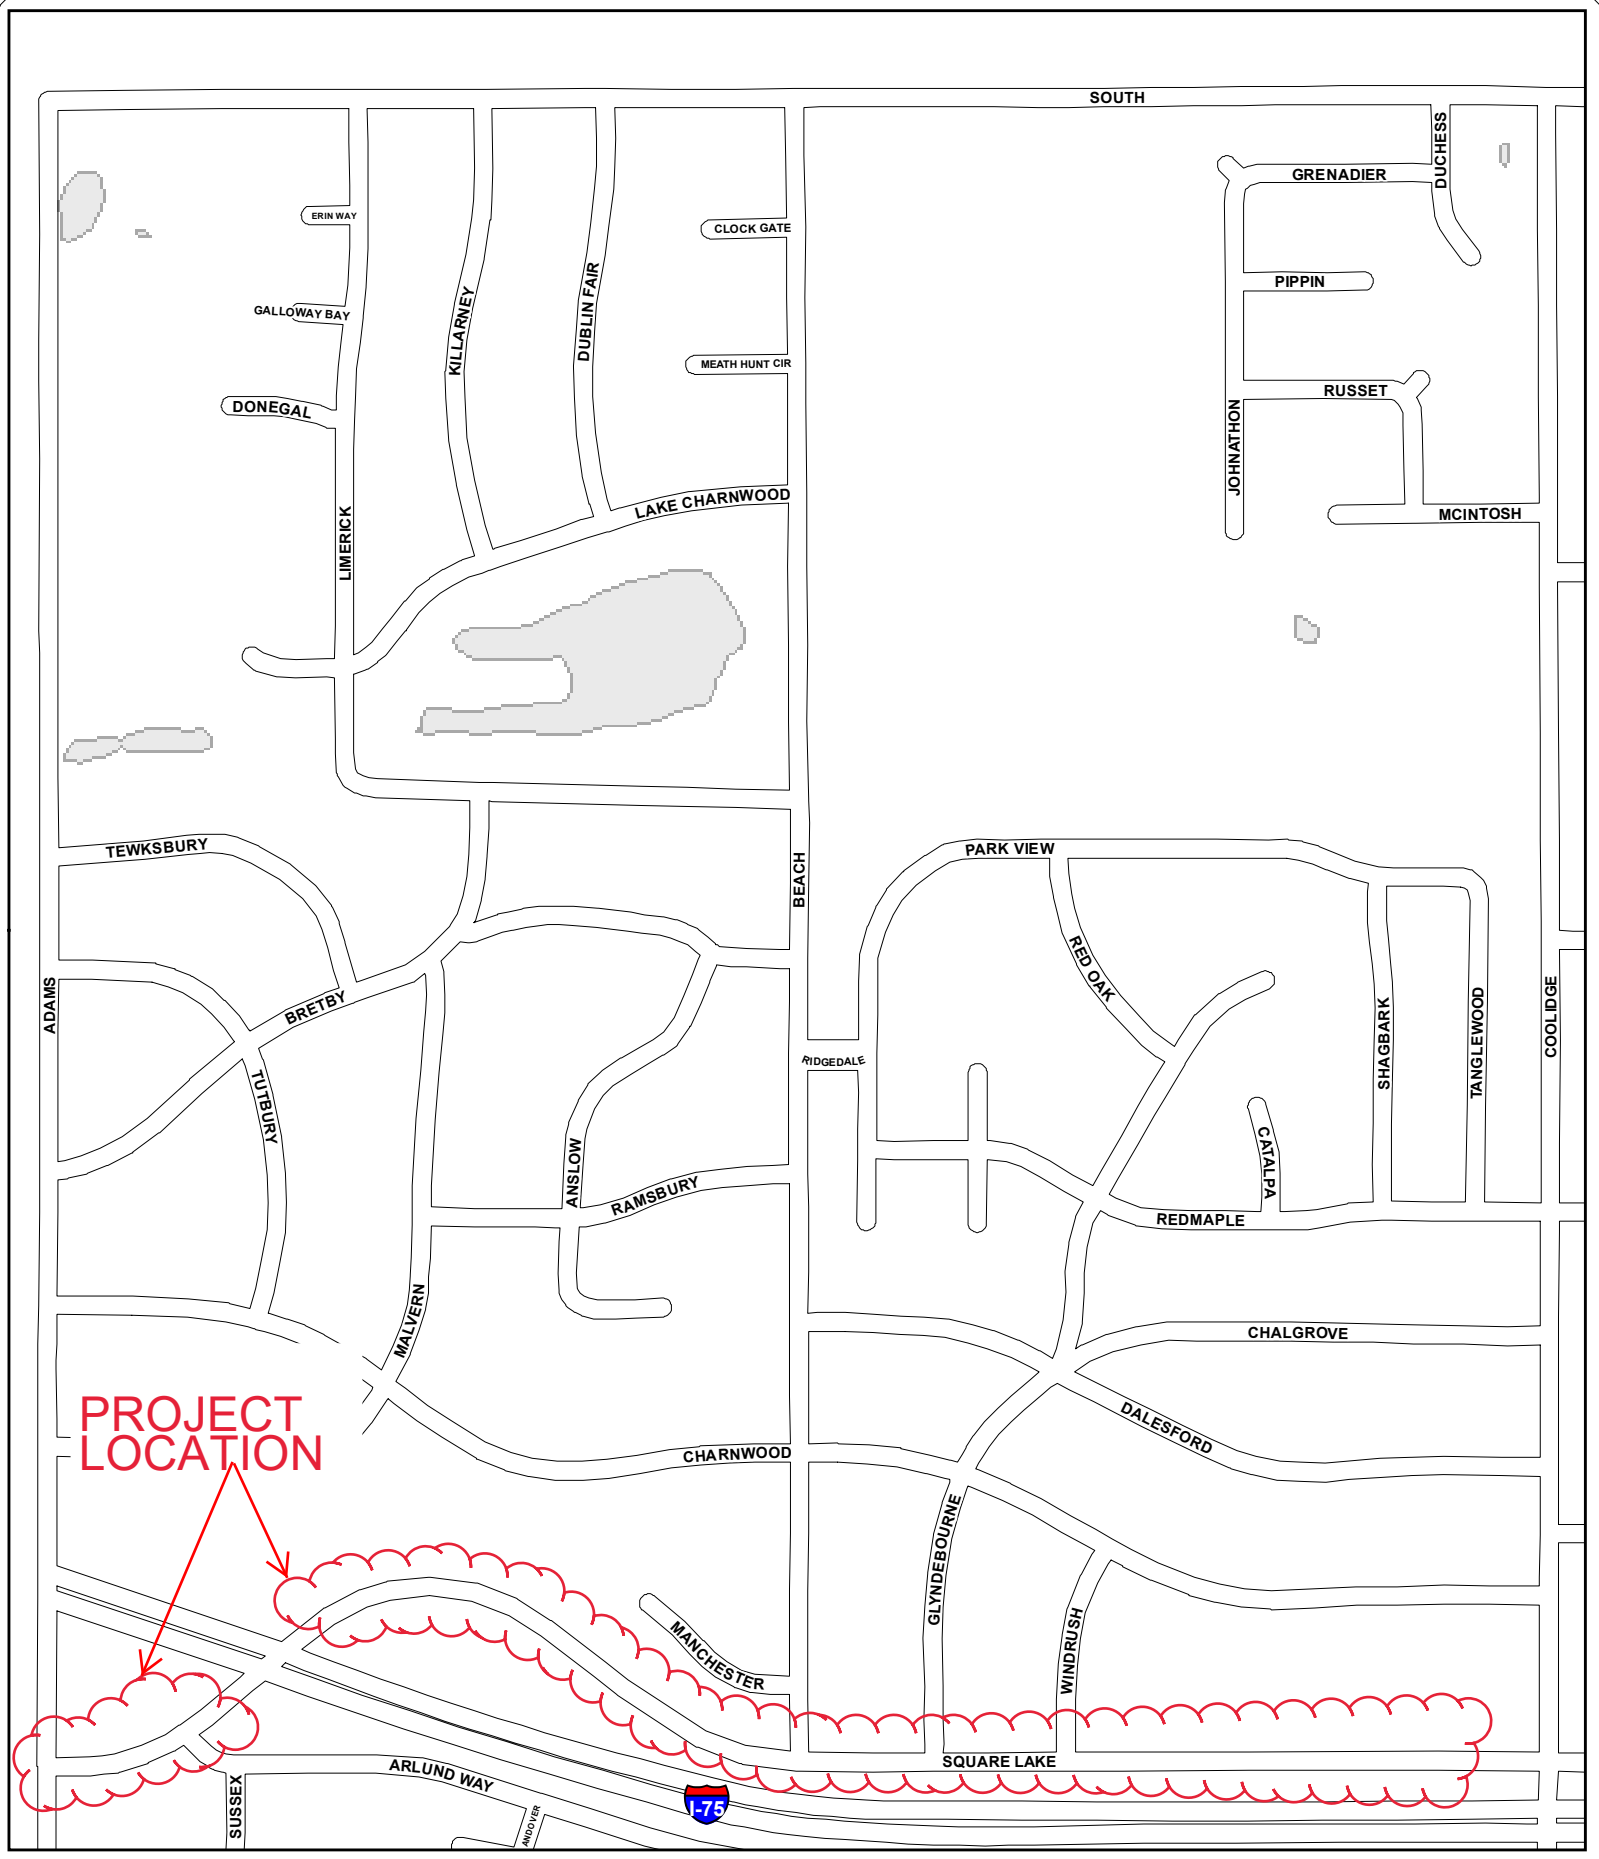 SOUTH
DUCHESS
GRENADIER
ERIN WAY
CLOCK GATE
PIPPIN
GALLOWAY BAY
KILLARNEY
DUBLIN FAIR
MEATH HUNT CIR
RUSSET
DONEGAL
JOHNATHON
LAKE CHARNWOOD
MCINTOSH
LIMERICK
TEWKSBURY
PARK VIEW
BEACH
RED OAK
ADAMS
BRETBY
SHAGBARK
TANGLEWOOD
COOLIDGE
RIDGEDALE
TUTBURY
CATALPA
ANSLOW
RAMSBURY
REDMAPLE
MALVERN
CHALGROVE
PROJECT
LOCATION
DALESFORD
CHARNWOOD
GLYNDEBOURNE
MANCHESTER
WINDRUSH
SQUARE LAKE
ARLUND WAY
SUSSEX
I-75
ANDOVER